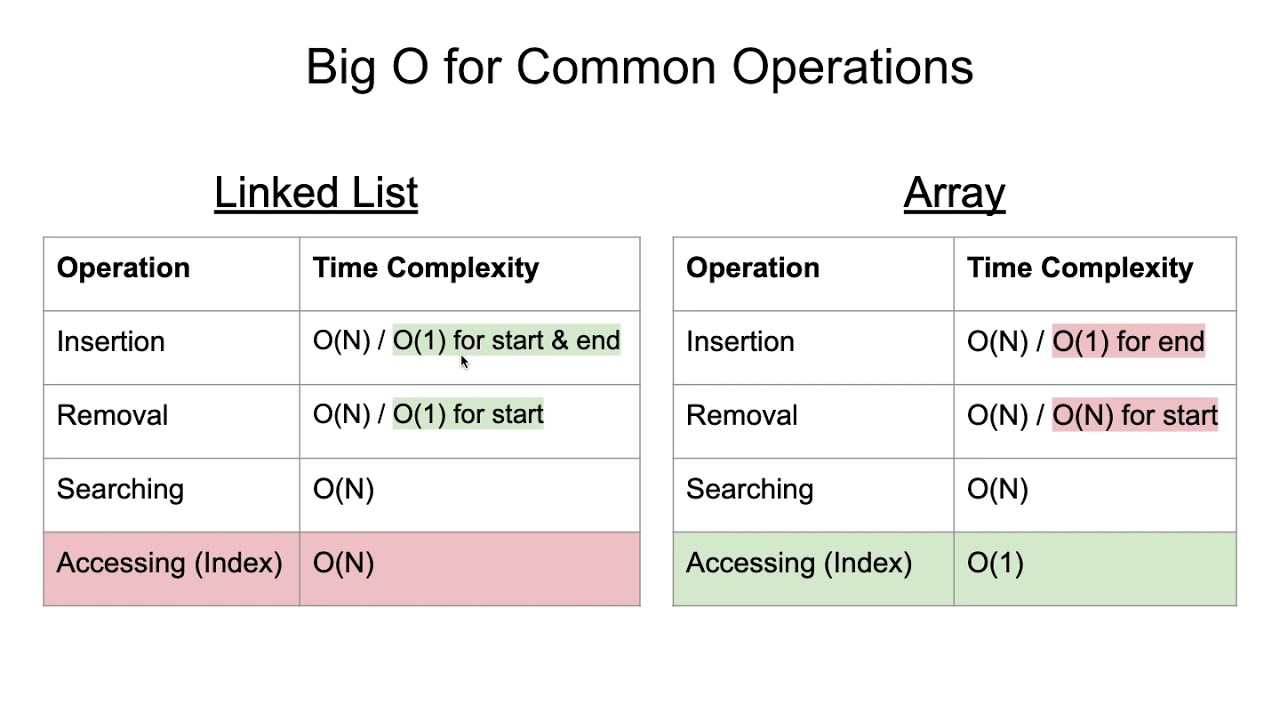 Big O for Common Operations
Linked List
Operation Time Complexity
Insertion O(N) / O(1) for start & end
Removal O(N) / O(1) for start
Searching O(N)
Accessing (Index) O(N)
Array
Operation Time Complexity
Insertion O(N) / O(1) for end
Removal O(N) / O(N) for start
Searching O(N)
Accessing (Index) O(1)